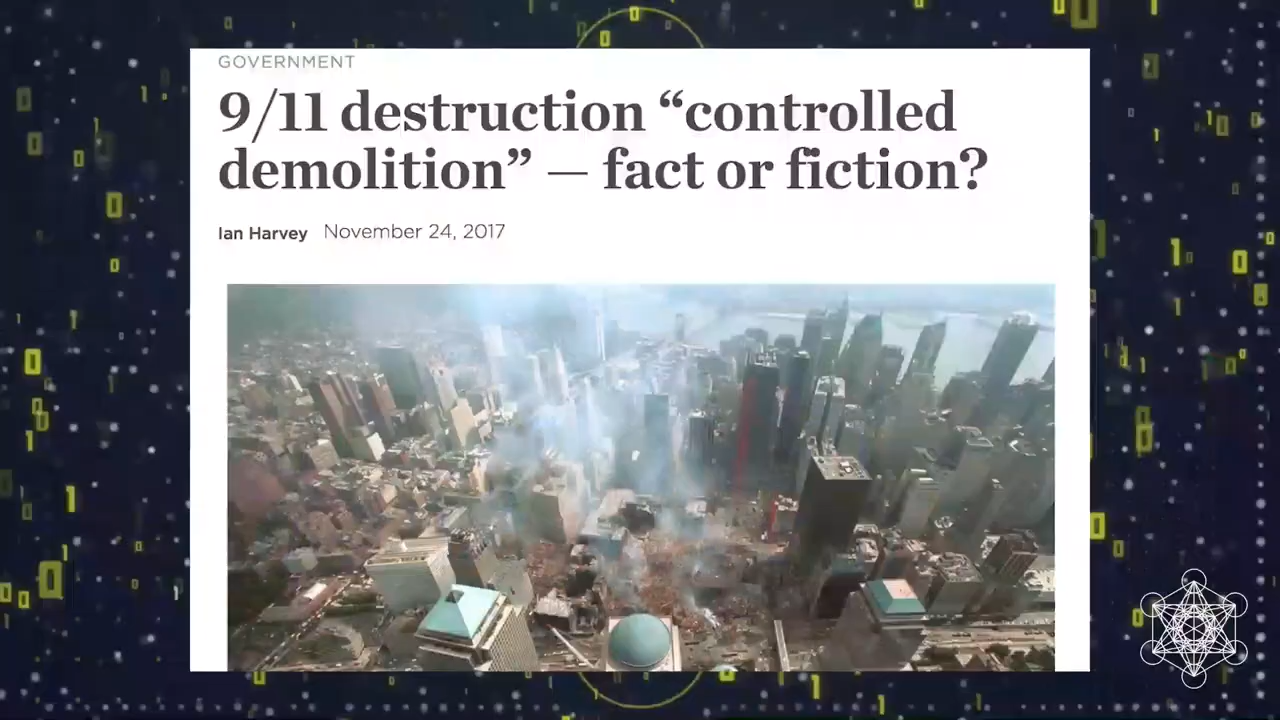 GOVERNMENT
9/11 destruction “controlled
demolition” — fact or fiction?
Ian Harvey November 24, 2017